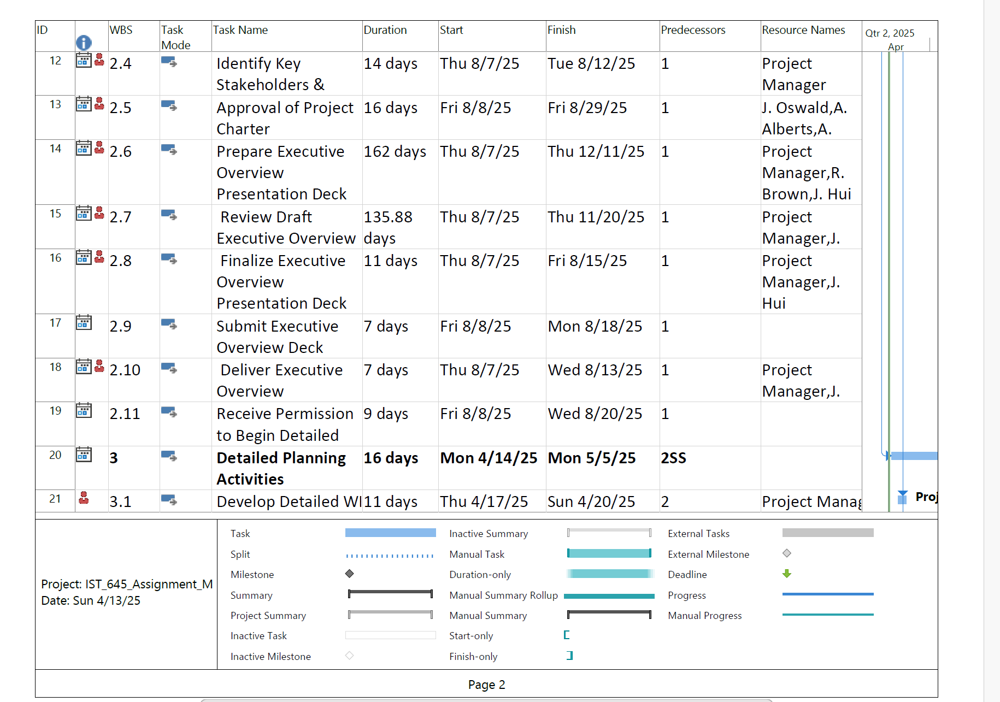 ID WBS Task Mode Task Name Duration Start Finish Predecessors Resource Names Qtr 2, 2025
Apr
12 2.4 Identify Key Stakeholders & 14 days Thu 8/7/25 Tue 8/12/25 1 Project Manager
13 2.5 Approval of Project Charter 16 days Fri 8/8/25 Fri 8/29/25 1 J. Oswald,A. Alberts,A.
14 2.6 Prepare Executive Overview Presentation Deck 162 days Thu 8/7/25 Thu 12/11/25 1 Project Manager,R. Brown,J. Hui
15 2.7 Review Draft Executive Overview 135.88 days Thu 8/7/25 Thu 11/20/25 1 Project Manager,J.
16 2.8 Finalize Executive Overview Presentation Deck 11 days Thu 8/7/25 Fri 8/15/25 1 Project Manager,J. Hui
17 2.9 Submit Executive Overview Deck 7 days Fri 8/8/25 Mon 8/18/25 1
18 2.10 Deliver Executive Overview 7 days Thu 8/7/25 Wed 8/13/25 1 Project Manager,J.
19 2.11 Receive Permission to Begin Detailed 9 days Fri 8/8/25 Wed 8/20/25 1
20 3 Detailed Planning Activities 16 days Mon 4/14/25 Mon 5/5/25 2SS
21 3.1 Develop Detailed WI 11 days Thu 4/17/25 Sun 4/20/25 2 Project Manag Proj
Project: IST_645_Assignment_M
Date: Sun 4/13/25
Task
Split
Milestone
Summary
Project Summary
Inactive Task
Inactive Milestone
Inactive Summary
Manual Task
Duration-only
Manual Summary Rollup
Manual Summary
Start-only
Finish-only
External Tasks
External Milestone
Deadline
Progress
Manual Progress
Page 2